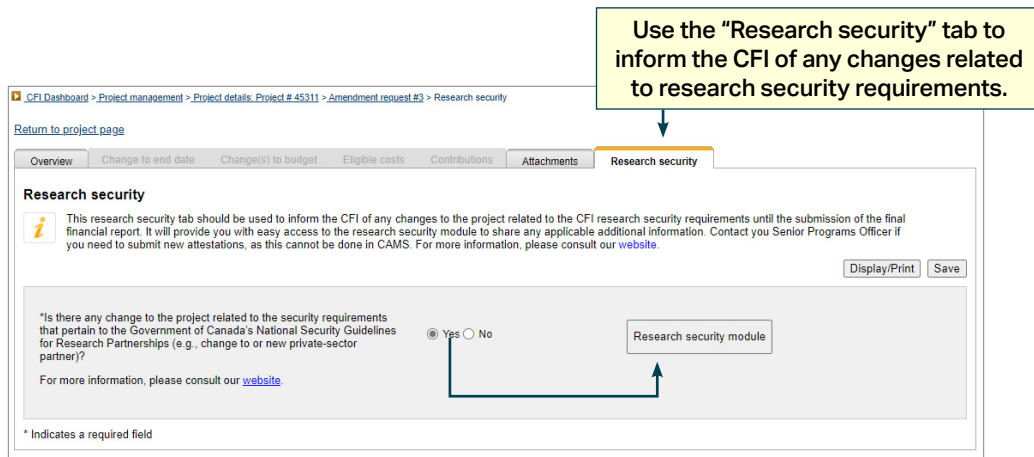 Use the “Research security” tab to
inform the CFI of any changes related
to research security requirements.
CFI Dashboard > Project management > Project details: Project # 45311 > Amendment request #3 > Research security
Return to project page
Overview Change to end date Change(s) to budget Eligible costs Contributions Attachments Research security
Research security
This research security tab should be used to inform the CFI of any changes to the project related to the CFI research security requirements until the submission of the final
financial report. It will provide you with easy access to the research security module to share any applicable additional information. Contact you Senior Programs Officer if
you need to submit new attestations, as this cannot be done in CAMS. For more information, please consult our website.
Display/Print Save
*Is there any change to the project related to the security requirements
that pertain to the Government of Canada's National Security Guidelines
for Research Partnerships (e.g., change to or new private-sector
partner)?
Yes No
Research security module
For more information, please consult our website.
* Indicates a required field